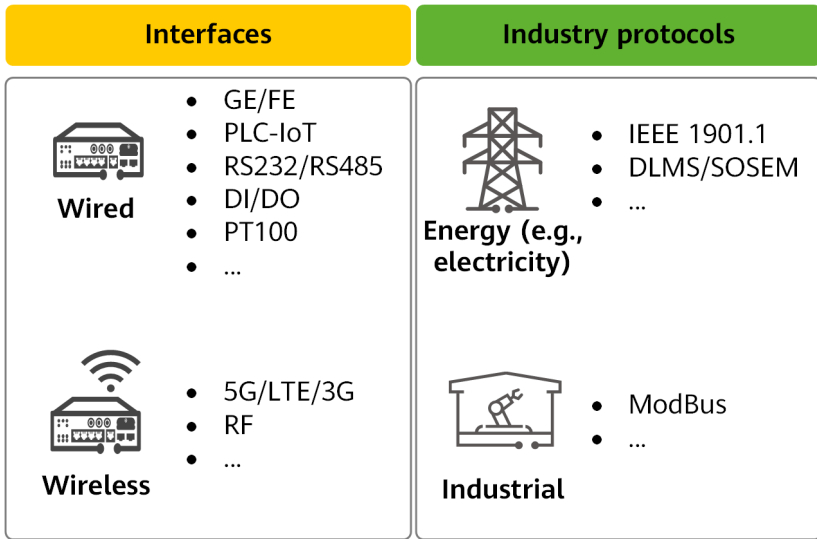 Interfaces
• GE/FE
• PLC-IoT
• RS232/RS485
• DI/DO
• PT100
• ...
Wired
• 5G/LTE/3G
• RF
• ...
Wireless
Industry protocols
• IEEE 1901.1
• DLMS/SOSEM
• ...
Energy (e.g.,
electricity)
• ModBus
• ...
Industrial